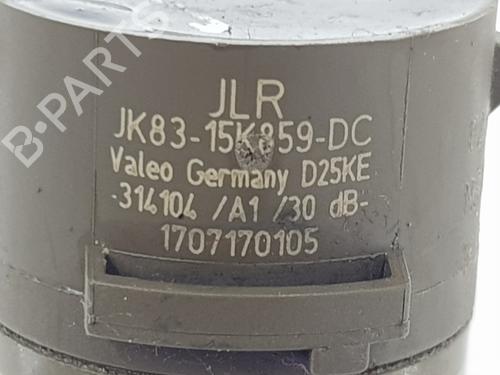 B-PARTS
JLR
JK83-15K859-DC
Valeo Germany D25KE
-314104 /A1 /30 dB-
1707170105